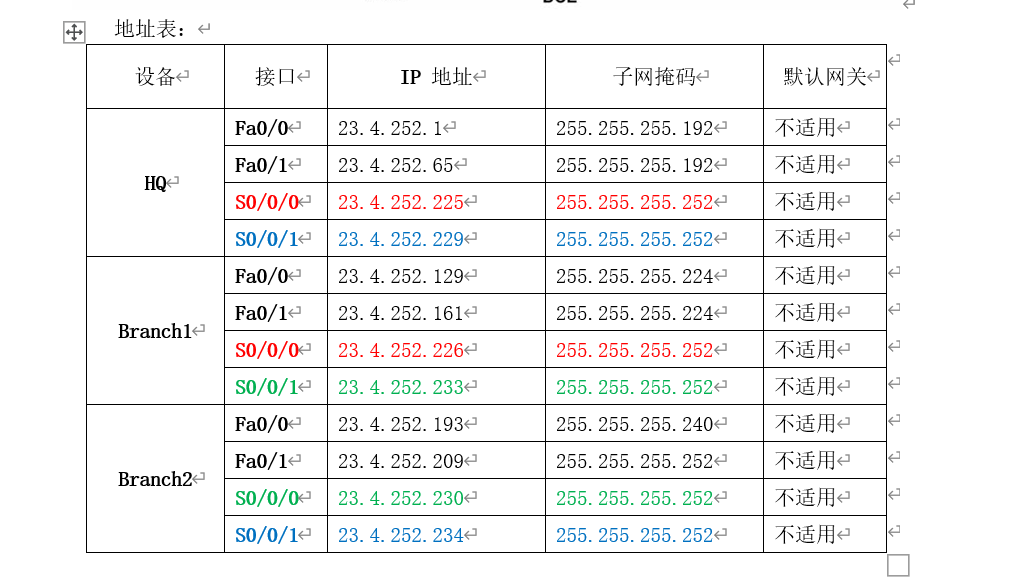 地址表：
设备 接口 IP 地址 子网掩码 默认网关
HQ Fa0/0 23.4.252.1 255.255.255.192 不适用
Fa0/1 23.4.252.65 255.255.255.192 不适用
S0/0/0 23.4.252.225 255.255.255.252 不适用
S0/0/1 23.4.252.229 255.255.255.252 不适用
Branch1 Fa0/0 23.4.252.129 255.255.255.224 不适用
Fa0/1 23.4.252.161 255.255.255.224 不适用
S0/0/0 23.4.252.226 255.255.255.252 不适用
S0/0/1 23.4.252.233 255.255.255.252 不适用
Branch2 Fa0/0 23.4.252.193 255.255.255.240 不适用
Fa0/1 23.4.252.209 255.255.255.252 不适用
S0/0/0 23.4.252.230 255.255.255.252 不适用
S0/0/1 23.4.252.234 255.255.255.252 不适用